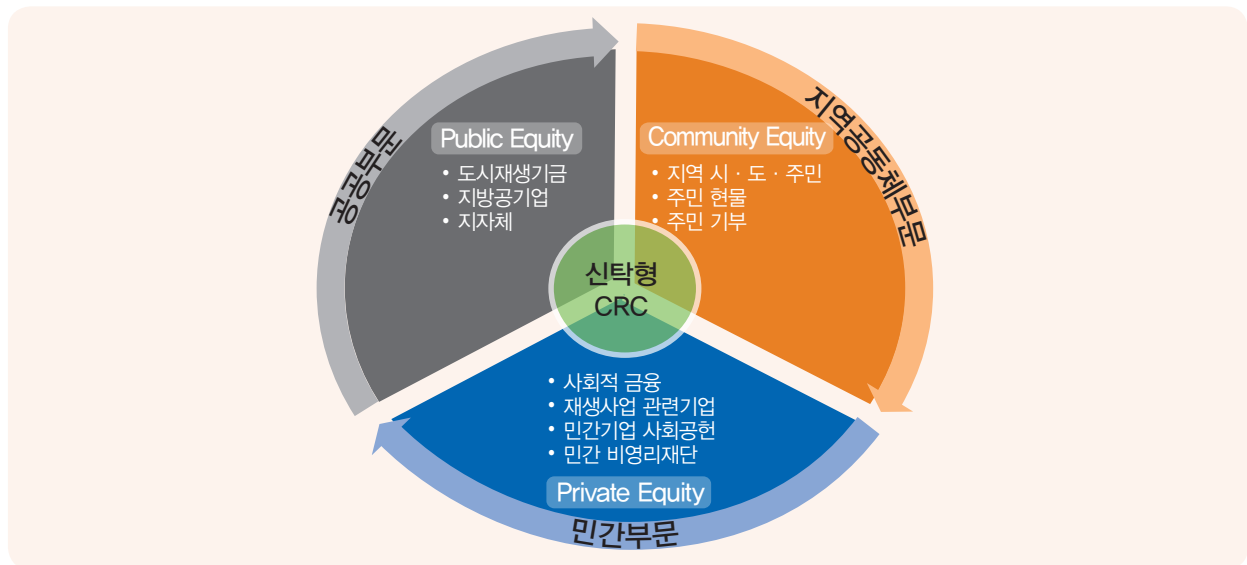 공공부문
Public Equity
• 도시재생기금
• 지방공기업
• 지자체
지역공동체부문
Community Equity
• 지역 시 · 도 · 주민
• 주민 현물
• 주민 기부
신탁형
CRC
• 사회적 금융
• 재생사업 관련기업
• 민간기업 사회공헌
• 민간 비영리재단
Private Equity
민간부문